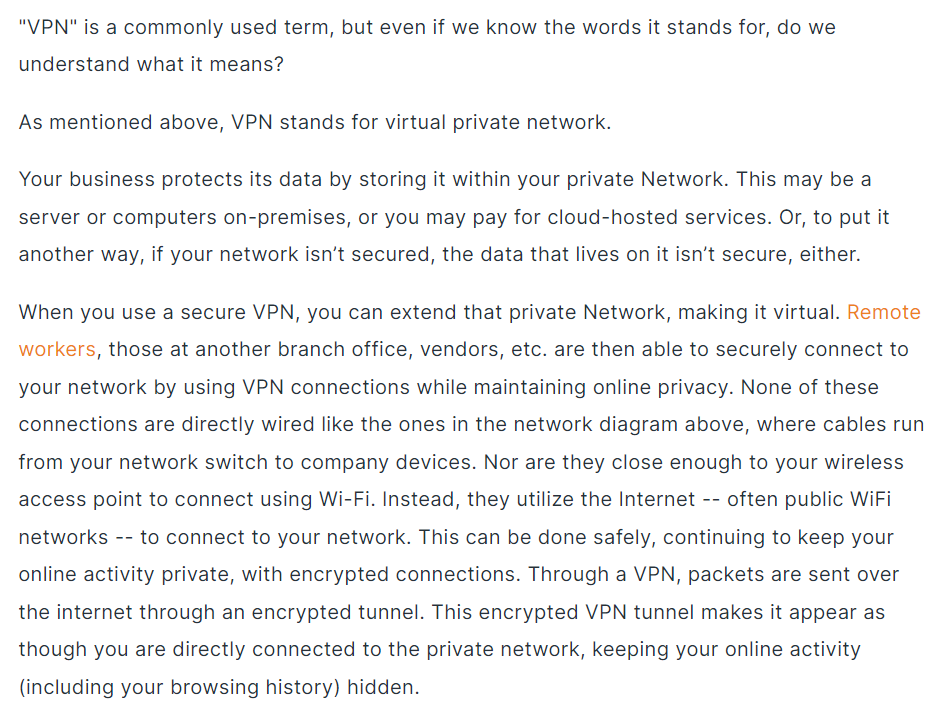 "VPN" is a commonly used term, but even if we know the words it stands for, do we
understand what it means?
As mentioned above, VPN stands for virtual private network.
Your business protects its data by storing it within your private Network. This may be a
server or computers on-premises, or you may pay for cloud-hosted services. Or, to put it
another way, if your network isn’t secured, the data that lives on it isn’t secure, either.
When you use a secure VPN, you can extend that private Network, making it virtual. Remote
workers, those at another branch office, vendors, etc. are then able to securely connect to
your network by using VPN connections while maintaining online privacy. None of these
connections are directly wired like the ones in the network diagram above, where cables run
from your network switch to company devices. Nor are they close enough to your wireless
access point to connect using Wi-Fi. Instead, they utilize the Internet -- often public WiFi
networks -- to connect to your network. This can be done safely, continuing to keep your
online activity private, with encrypted connections. Through a VPN, packets are sent over
the internet through an encrypted tunnel. This encrypted VPN tunnel makes it appear as
though you are directly connected to the private network, keeping your online activity
(including your browsing history) hidden.